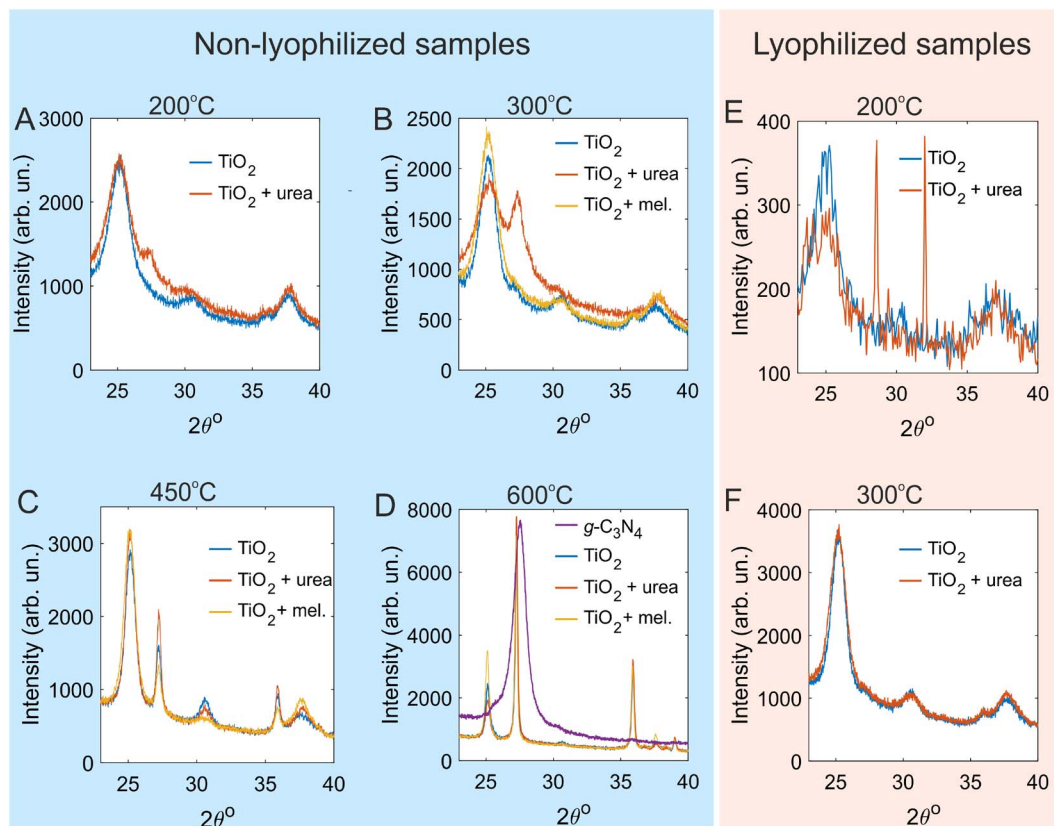 Non-lyophilized samples
Lyophilized samples
A
200°C
3000
2000
1000
0
Intensity (arb. un.)
TiO2
TiO2 + urea
25 30 35 40
2θ°
B
300°C
2500
2000
1500
1000
500
0
Intensity (arb. un.)
TiO2
TiO2 + urea
TiO2+ mel.
25 30 35 40
2θ°
E
200°C
400
300
200
100
Intensity (arb. un.)
TiO2
TiO2 + urea
25 30 35 40
2θ°
C
450°C
3000
2000
1000
0
Intensity (arb. un.)
TiO2
TiO2 + urea
TiO2+ mel.
25 30 35 40
2θ°
D
600°C
8000
6000
4000
2000
0
Intensity (arb. un.)
g-C3N4
TiO2
TiO2 + urea
TiO2+ mel.
25 30 35 40
2θ°
F
300°C
4000
3000
2000
1000
0
Intensity (arb. un.)
TiO2
TiO2 + urea
25 30 35 40
2θ°